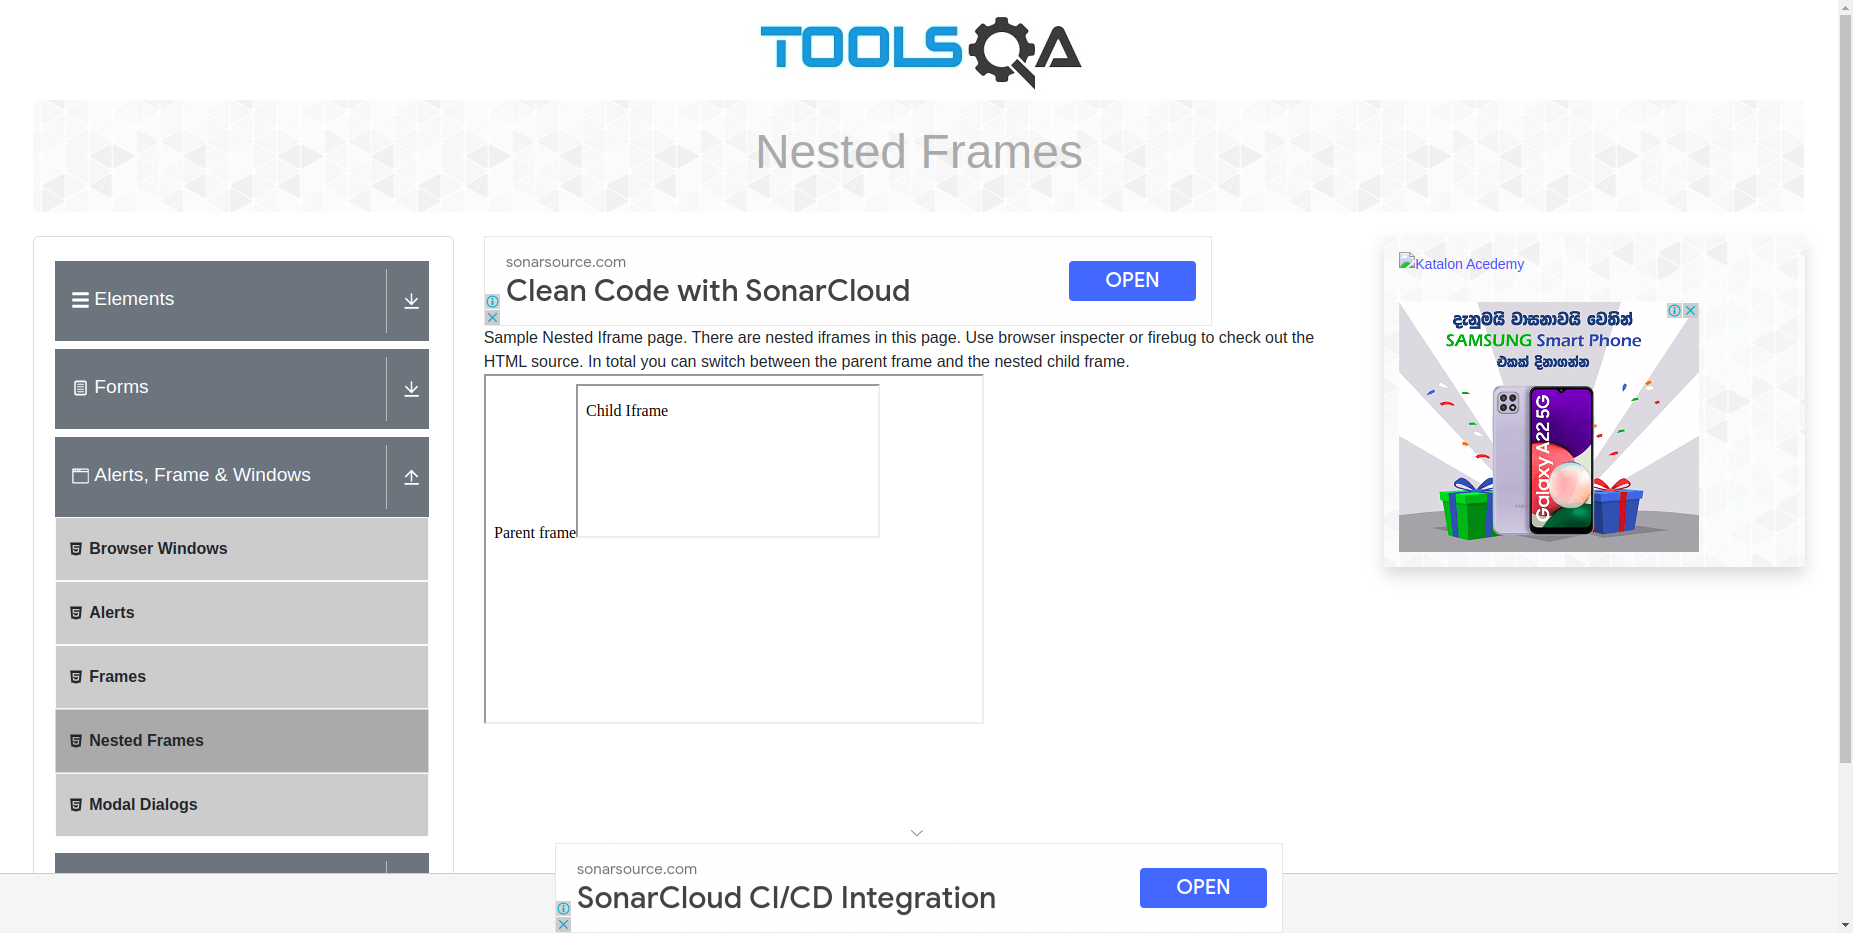 TOOLSQA
Nested Frames
Elements
Forms
Alerts, Frame & Windows
Browser Windows
Alerts
Frames
Nested Frames
Modal Dialogs
sonarsource.com
Clean Code with SonarCloud
OPEN
Sample Nested Iframe page. There are nested iframes in this page. Use browser inspecter or firebug to check out the
HTML source. In total you can switch between the parent frame and the nested child frame.
Child Iframe
Parent frame
Katalon Acedemy
දැනුමයි වාසනාවයි වෙතින්
SAMSUNG Smart Phone
එකක් දිනාගන්න
Galaxy A22 5G
sonarsource.com
SonarCloud CI/CD Integration
OPEN